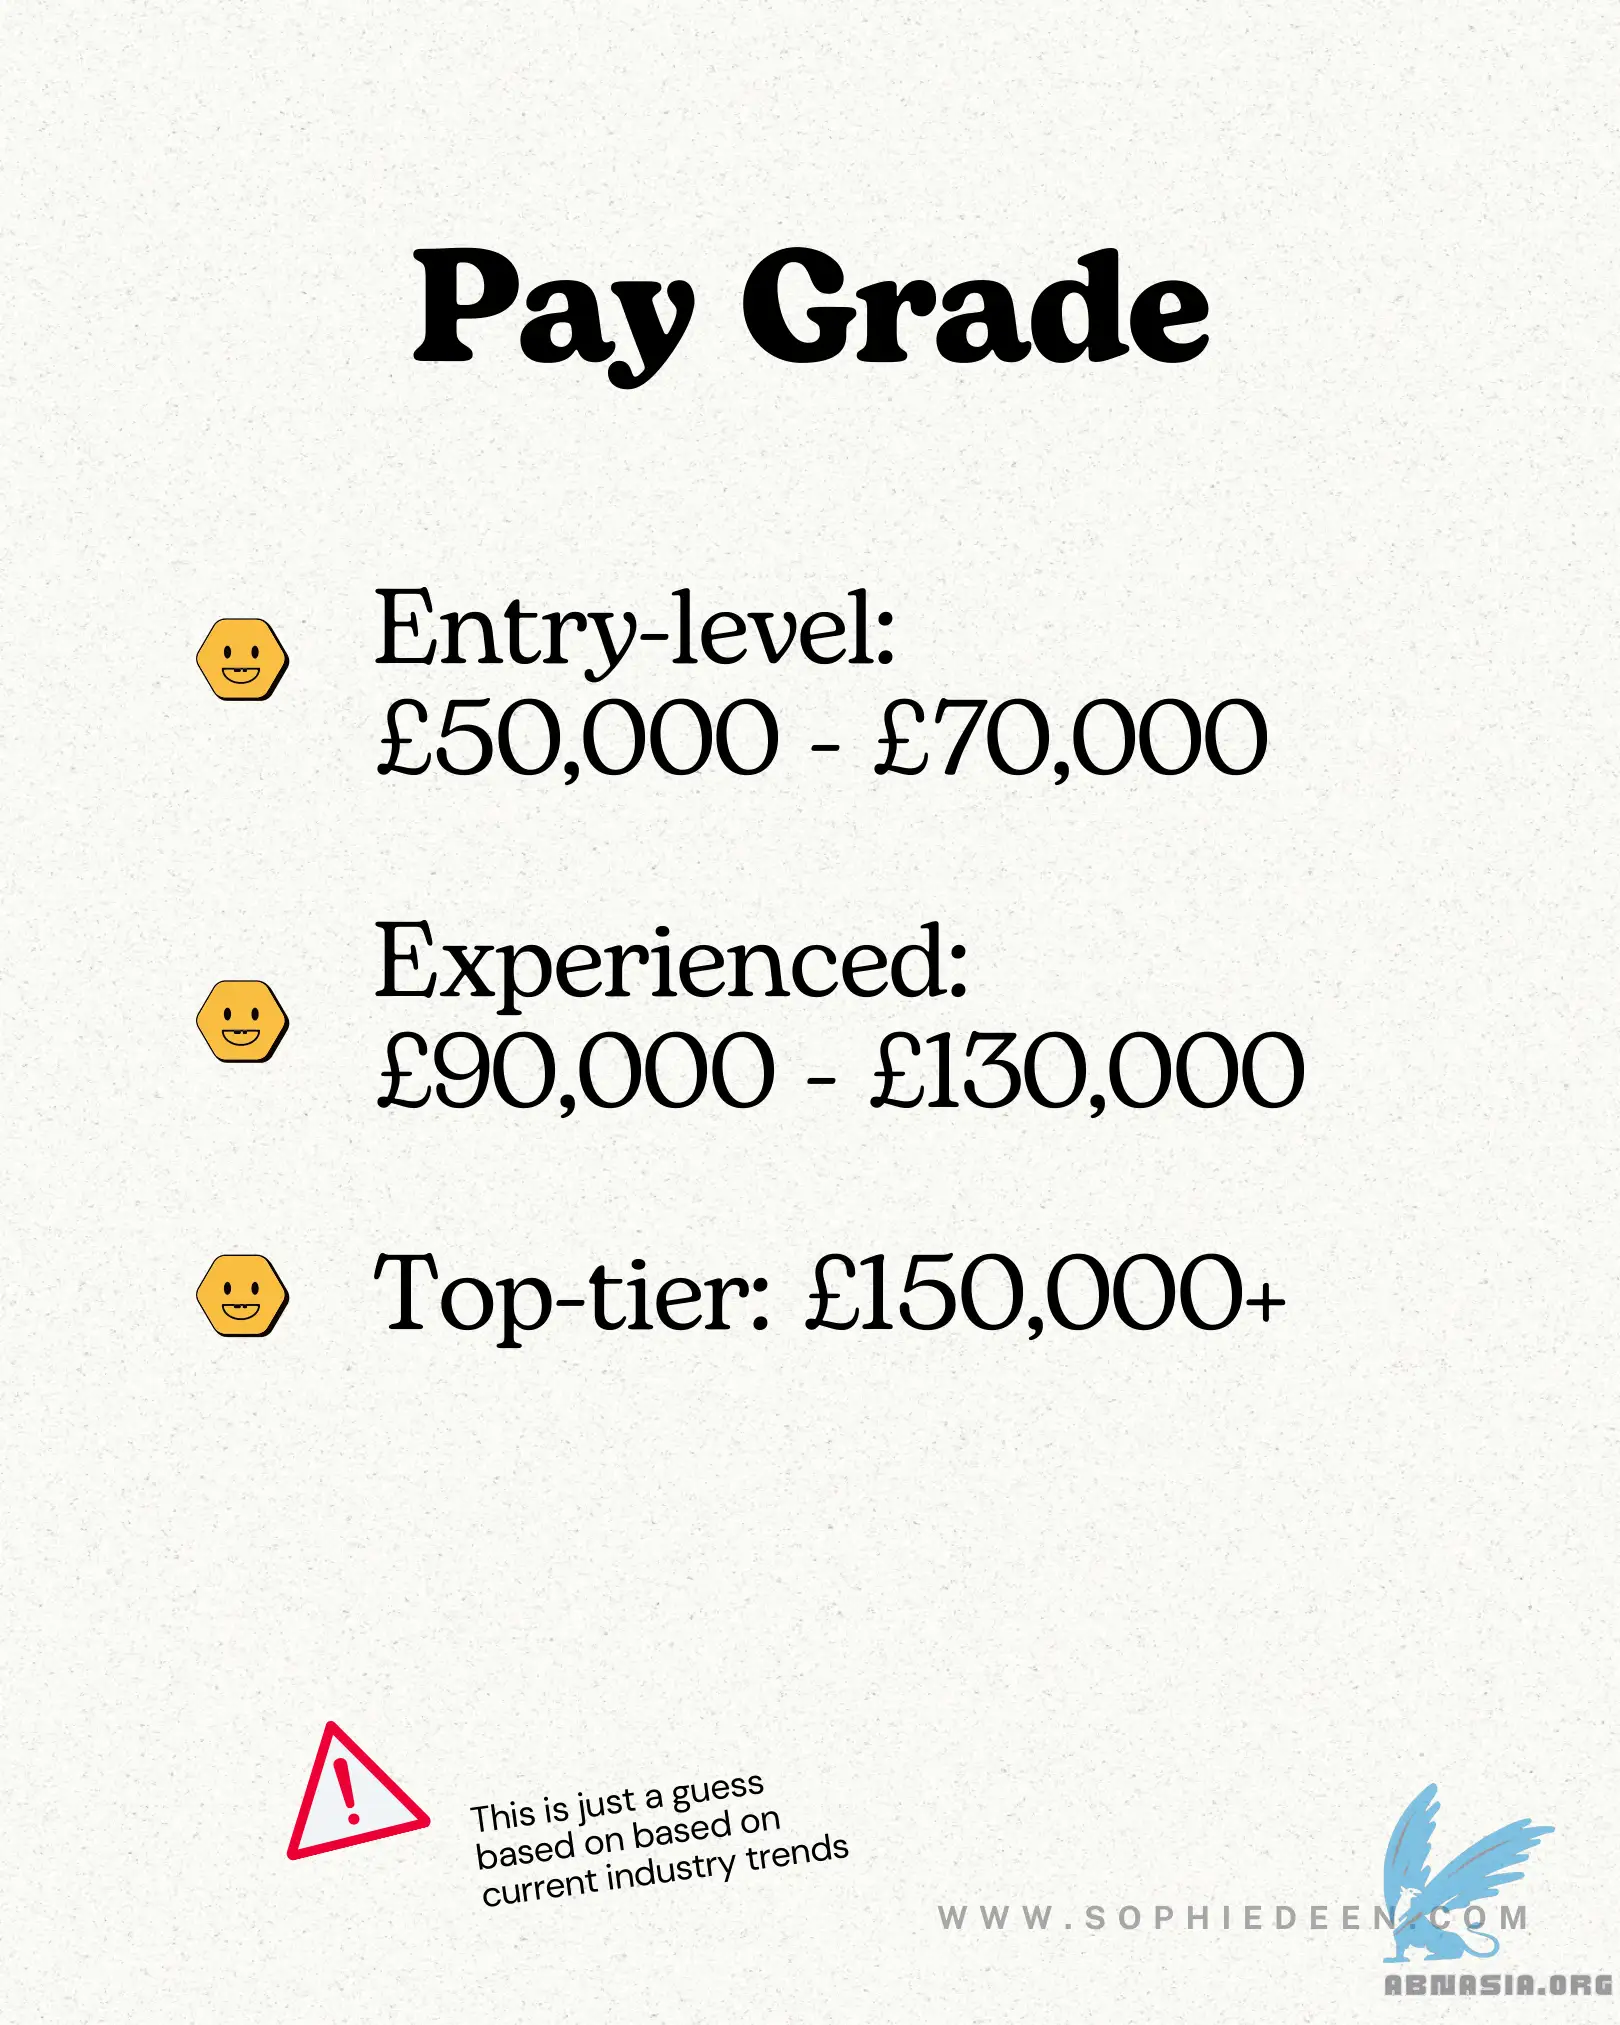 Pay Grade
Entry-level:
£50,000 - £70,000
Experienced:
£90,000 - £130,000
Top-tier: £150,000+
This is just a guess
based on based on
current industry trends
WWW.SOPHIEDEEN.COM
ABNASIA.ORG